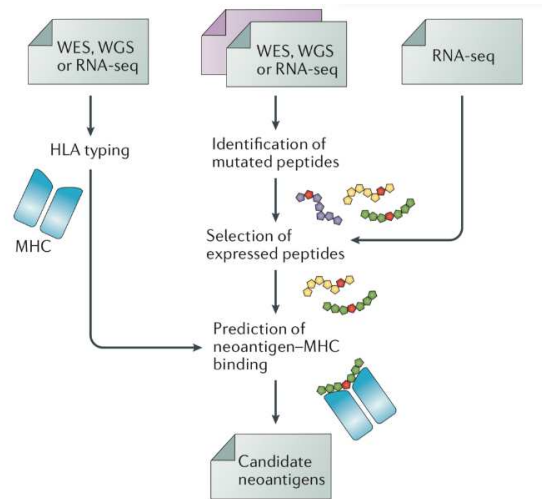 WES, WGS
or RNA-seq
WES, WGS
or RNA-seq
RNA-seq
HLA typing
Identification of
mutated peptides
MHC
Selection of
expressed peptides
Prediction of
neoantigen–MHC
binding
Candidate
neoantigens